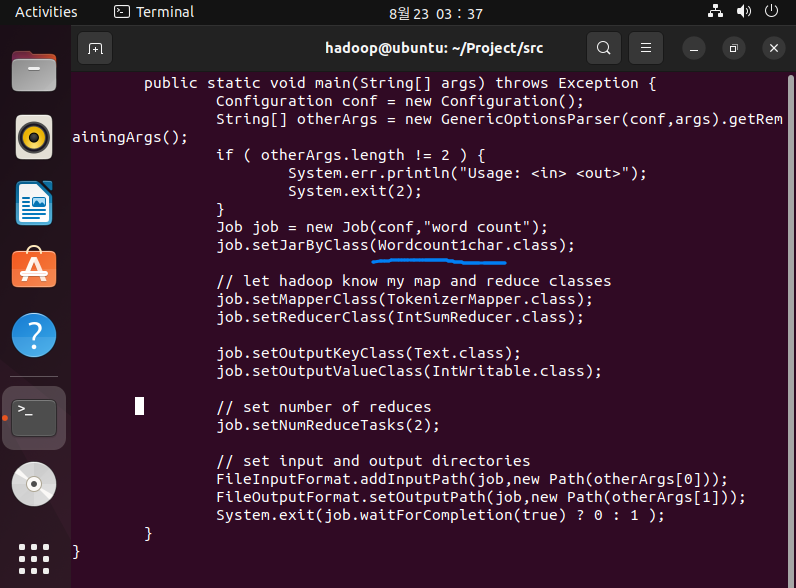 Activities
Terminal
8월 23 03 : 37
hadoop@ubuntu: ~/Project/src
public static void main(String[] args) throws Exception {
Configuration conf = new Configuration();
String[] otherArgs = new GenericOptionsParser(conf,args).getRem
ainingArgs();
if ( otherArgs.length != 2 ) {
System.err.println("Usage: <in> <out>");
System.exit(2);
}
Job job = new Job(conf,"word count");
job.setJarByClass(Wordcount1char.class);
// let hadoop know my map and reduce classes
job.setMapperClass(TokenizerMapper.class);
job.setReducerClass(IntSumReducer.class);
job.setOutputKeyClass(Text.class);
job.setOutputValueClass(IntWritable.class);
// set number of reduces
job.setNumReduceTasks(2);
// set input and output directories
FileInputFormat.addInputPath(job,new Path(otherArgs[0]));
FileOutputFormat.setOutputPath(job,new Path(otherArgs[1]));
System.exit(job.waitForCompletion(true) ? 0 : 1 );
}
}